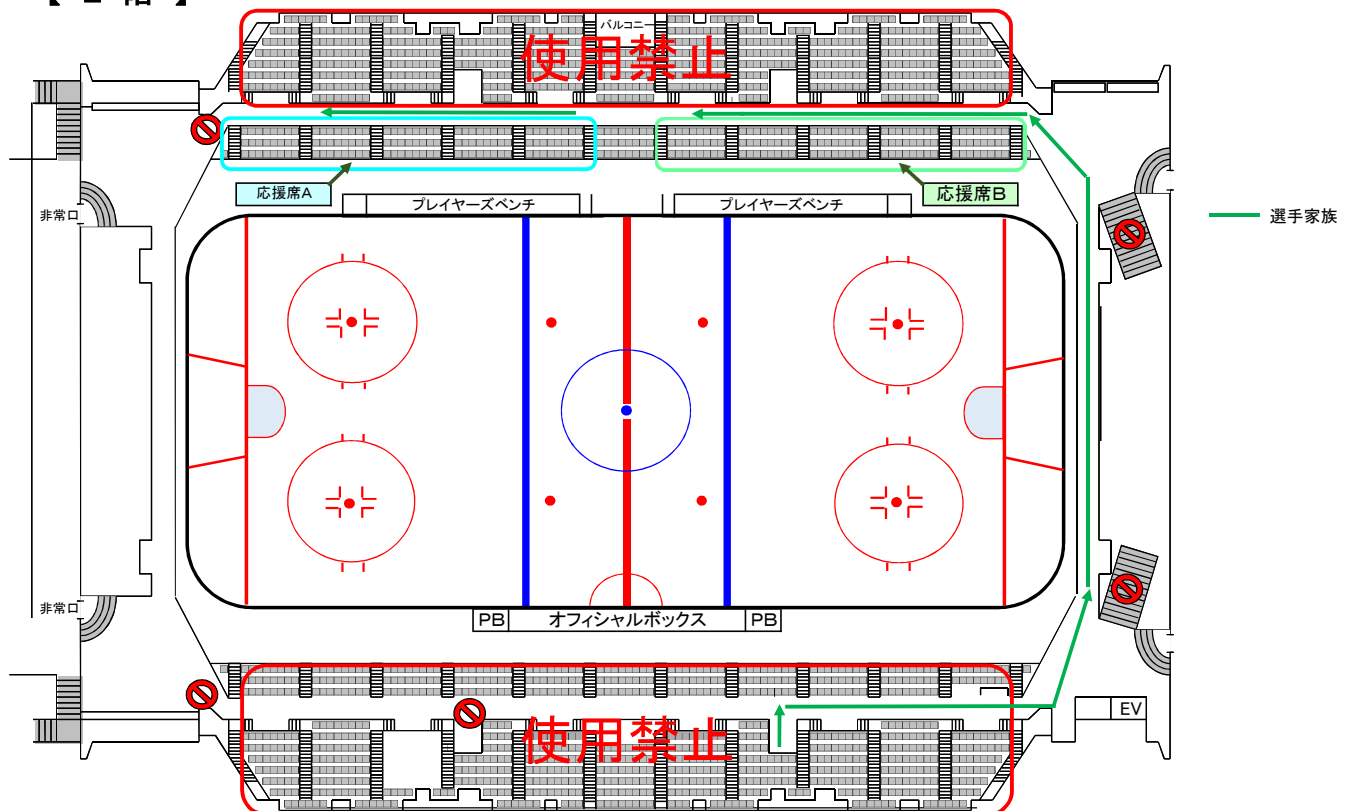 バルコニー
使用禁止
応援席A
応援席B
プレイヤーズベンチ
プレイヤーズベンチ
非常口
選手家族
非常口
PB
オフィシャルボックス
PB
使用禁止
EV